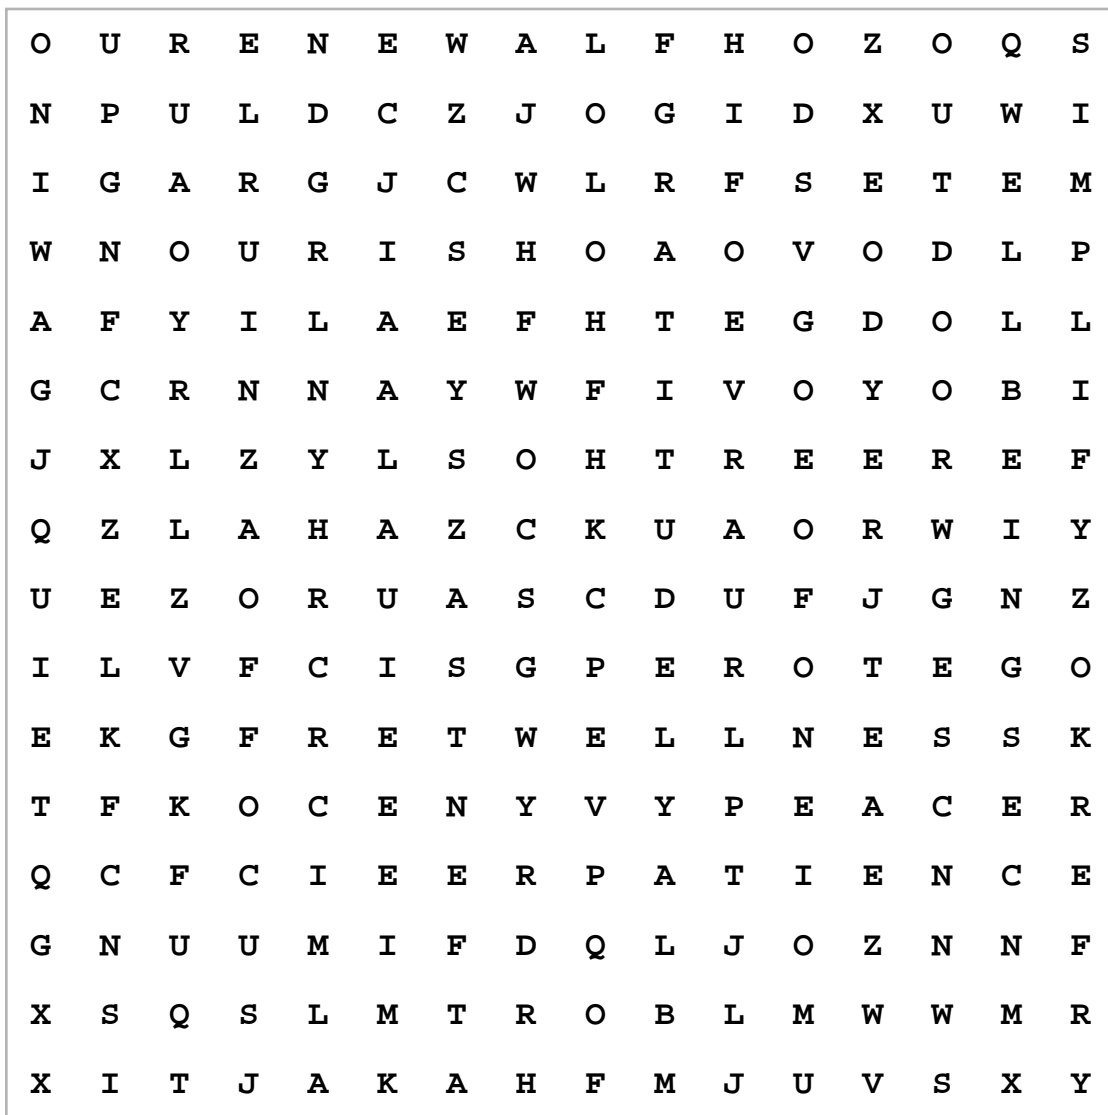 O U R E N E W A L F H O Z O Q S
N P U L D C Z J O G I D X U W I
I G A R G J C W L R F S E T E M
W N O U R I S H O A O V O D L P
A F Y I L A E F H T E G D O L L
G C R N N A Y W F I V O Y O B I
J X L Z Y L S O H T R E E R E F
Q Z L A H A Z C K U A O R W I Y
U E Z O R U A S C D U F J G N Z
I L V F C I S G P E R O T E G O
E K G F R E T W E L L N E S S K
T F K O C E N Y V Y P E A C E R
Q C F C I E E R P A T I E N C E
G N U U M I F D Q L J O Z N N F
X S Q S L M T R O B L M W W M R
X I T J A K A H F M J U V S X Y